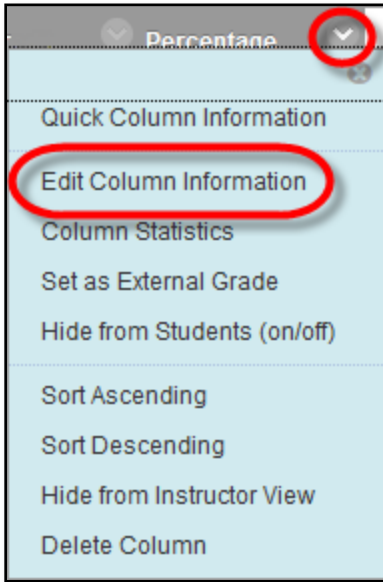 Percentage
Quick Column Information
Edit Column Information
Column Statistics
Set as External Grade
Hide from Students (on/off)
Sort Ascending
Sort Descending
Hide from Instructor View
Delete Column